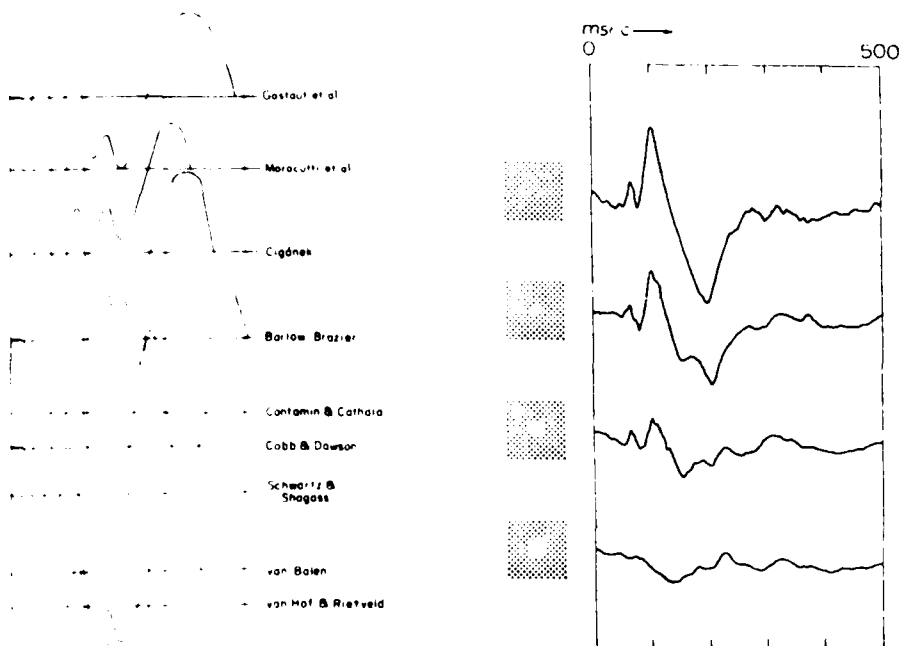 Gastaut et al
et al
Cigánek
Barlow, Brazier
Contamin & Cathala
Cobb & Dawson
Schwartz &
Shagass
van Balen
van Hof & Rietveld
msec
0 500